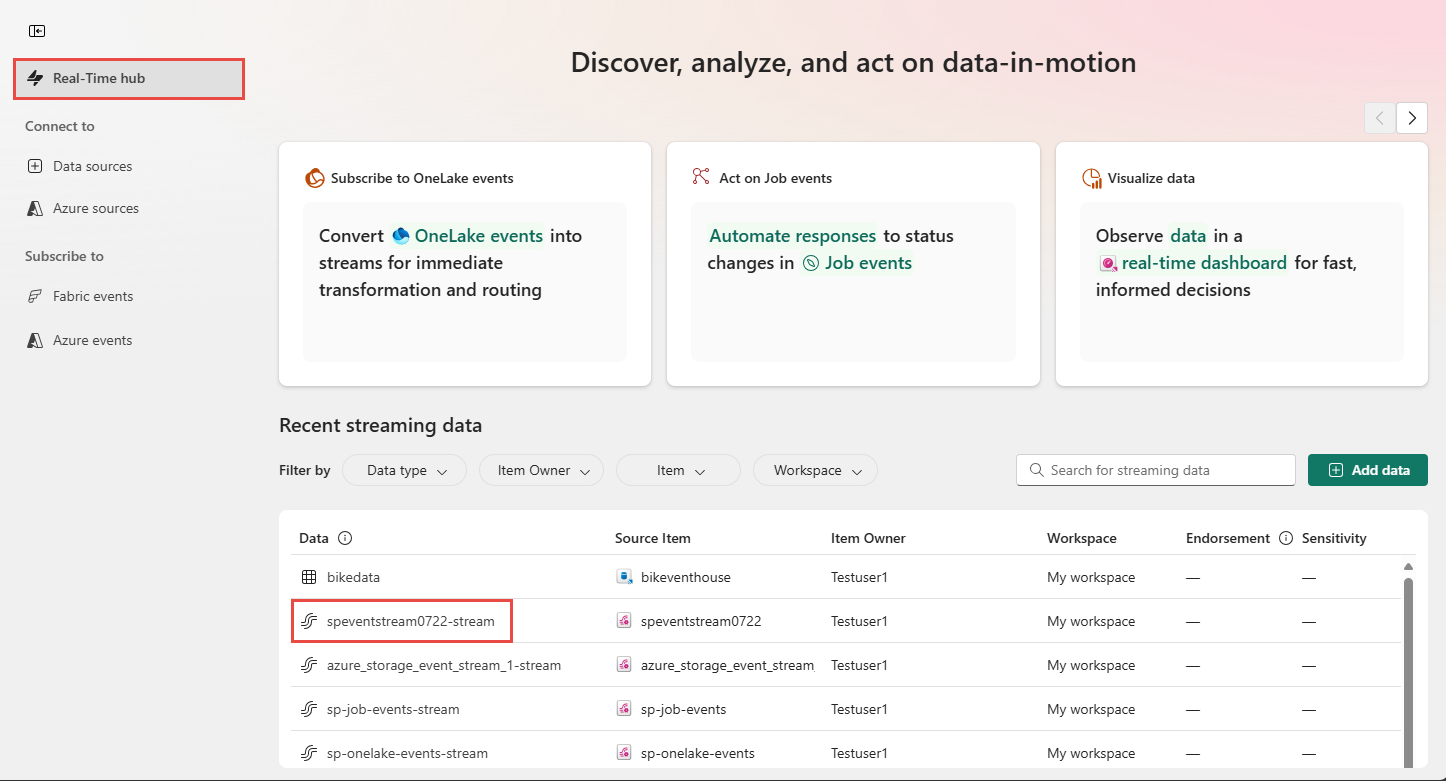 Real-Time hub
Connect to
Data sources
Azure sources
Subscribe to
Fabric events
Azure events
Discover, analyze, and act on data-in-motion
Subscribe to OneLake events
Convert OneLake events into
streams for immediate
transformation and routing
Act on Job events
Automate responses to status
changes in Job events
Visualize data
Observe data in a
real-time dashboard for fast,
informed decisions
Recent streaming data
Filter by Data type Item Owner Item Workspace Search for streaming data Add data
Data Source Item Item Owner Workspace Endorsement Sensitivity
bikedata bikeventhouse Testuser1 My workspace — —
speventstream0722-stream speventstream0722 Testuser1 My workspace — —
azure_storage_event_stream_1-stream azure_storage_event_stream_ Testuser1 My workspace — —
sp-job-events-stream sp-job-events Testuser1 My workspace — —
sp-onelake-events-stream sp-onelake-events Testuser1 My workspace — —